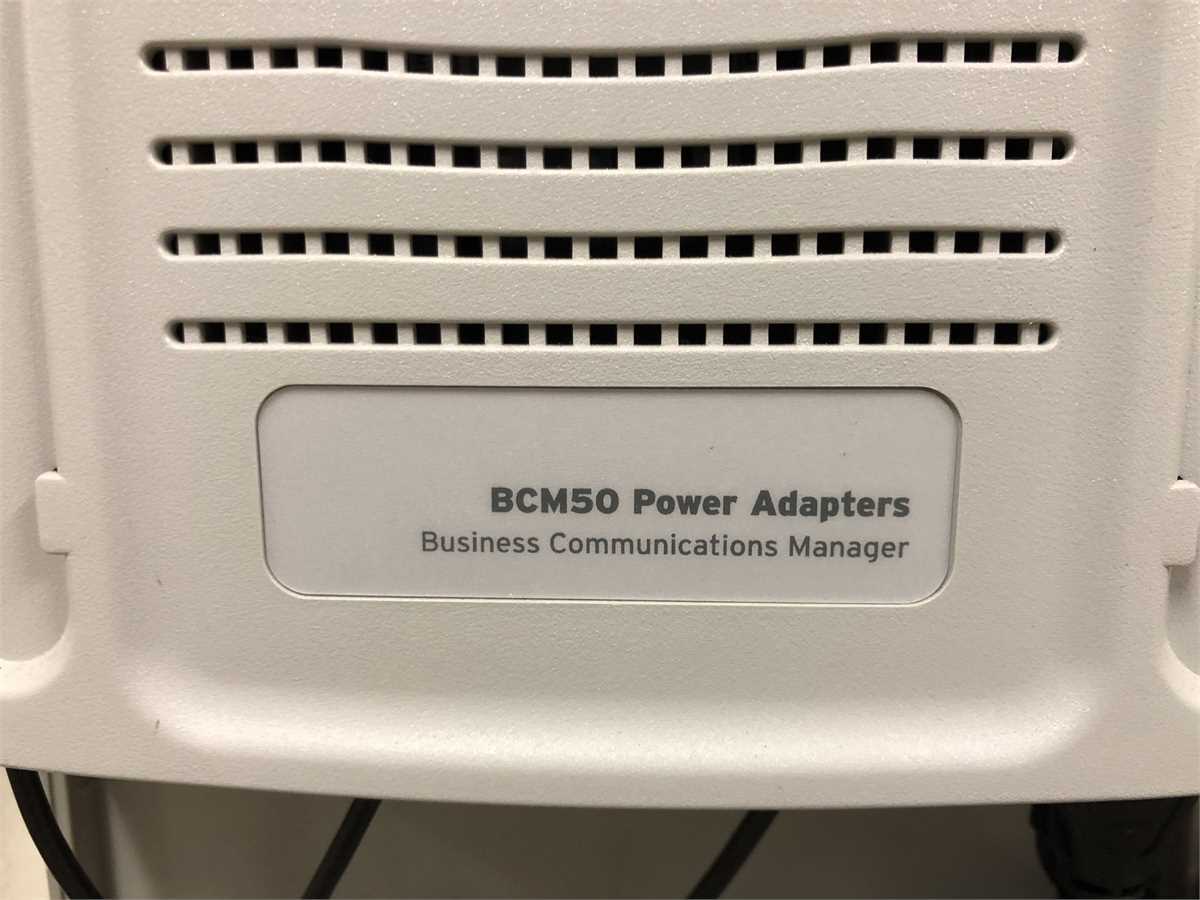 BCM50 Power Adapters
Business Communications Manager